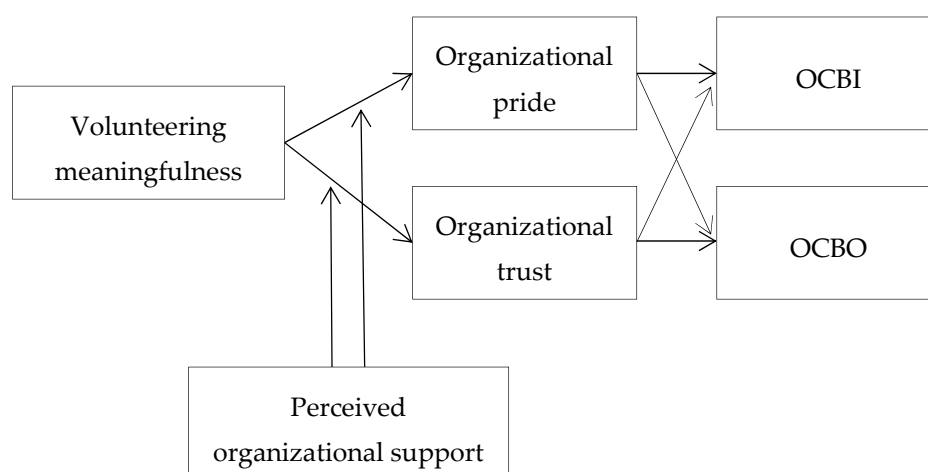 Organizational
pride
OCBI
Volunteering
meaningfulness
Organizational
trust
OCBO
Perceived
organizational support